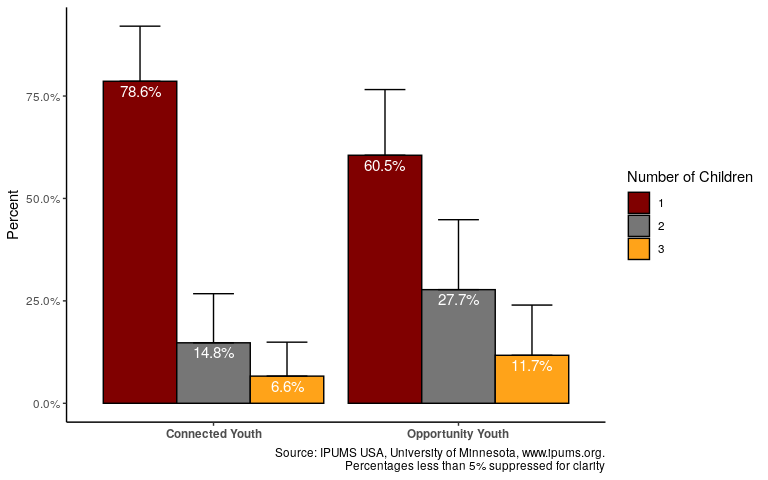 78.6%
75.0%
60.5%
50.0%
27.7%
25.0%
14.8%
11.7%
6.6%
0.0%
Percent
Number of Children
1
2
3
Connected Youth
Opportunity Youth
Source: IPUMS USA, University of Minnesota, www.ipums.org.
Percentages less than 5% suppressed for clarity